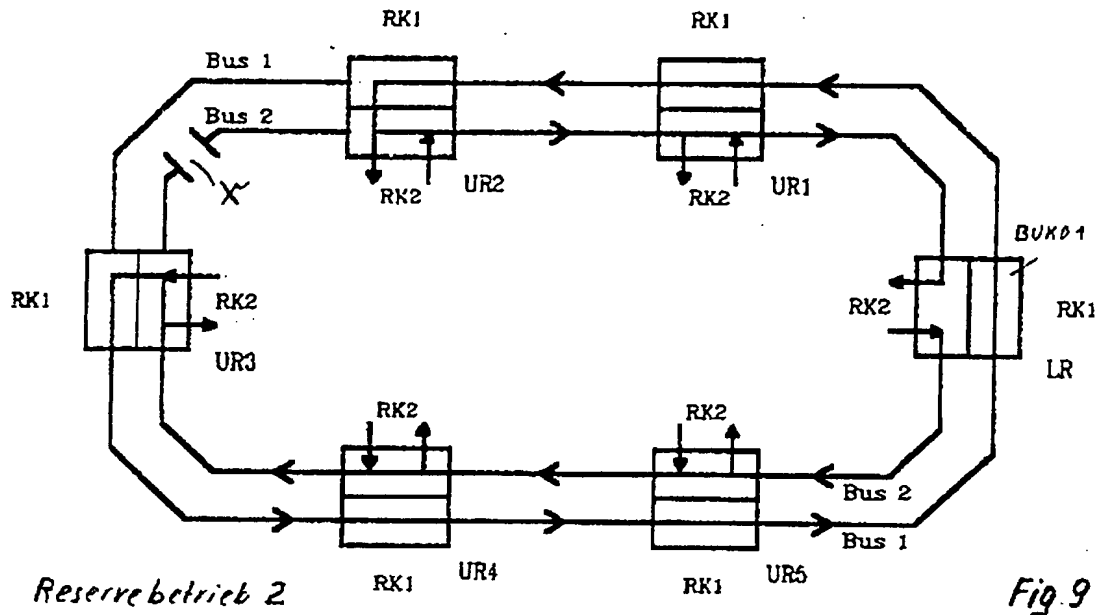 RK1
RK1
Bus 1
Bus 2
X
RK2
UR2
RK2
UR1
BUKO1
RK1
RK2
UR3
RK2
RK1
LR
RK2
RK2
Bus 2
Bus 1
RK1
UR4
RK1
UR5
Reservebetrieb 2
Fig. 9